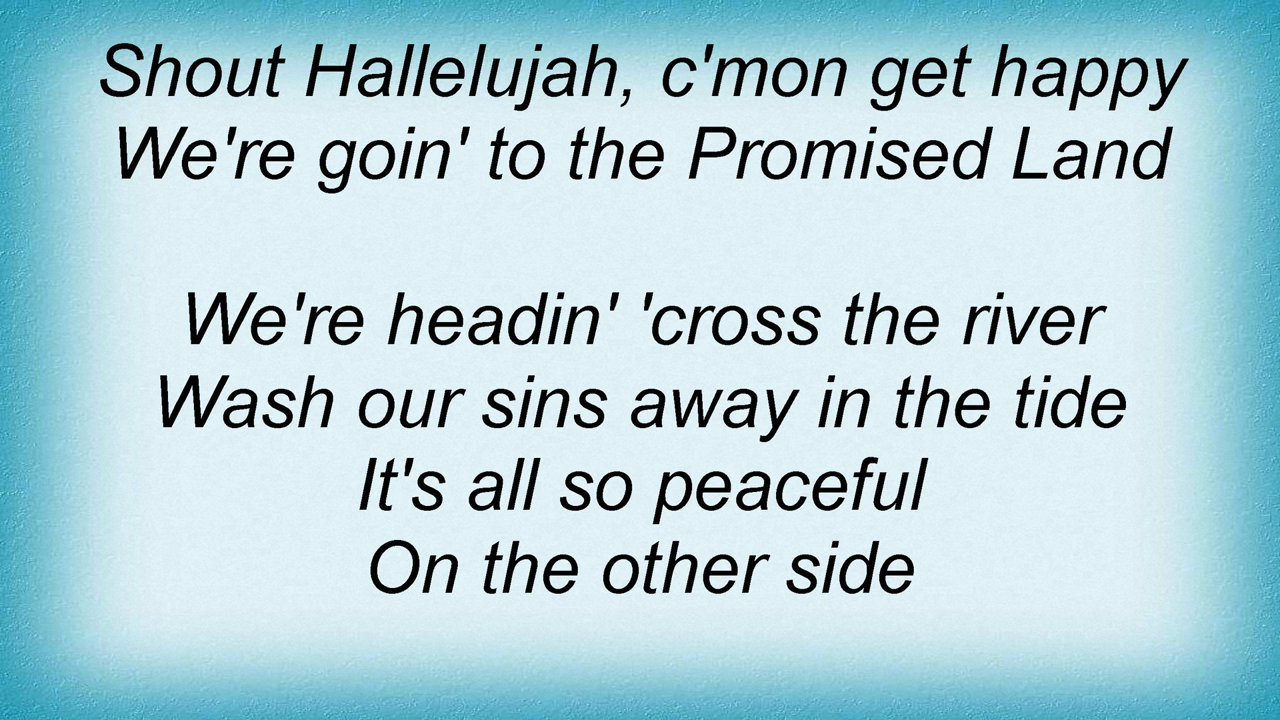 Shout Hallelujah, c'mon get happy
We're goin' to the Promised Land
We're headin' 'cross the river
Wash our sins away in the tide
It's all so peaceful
On the other side